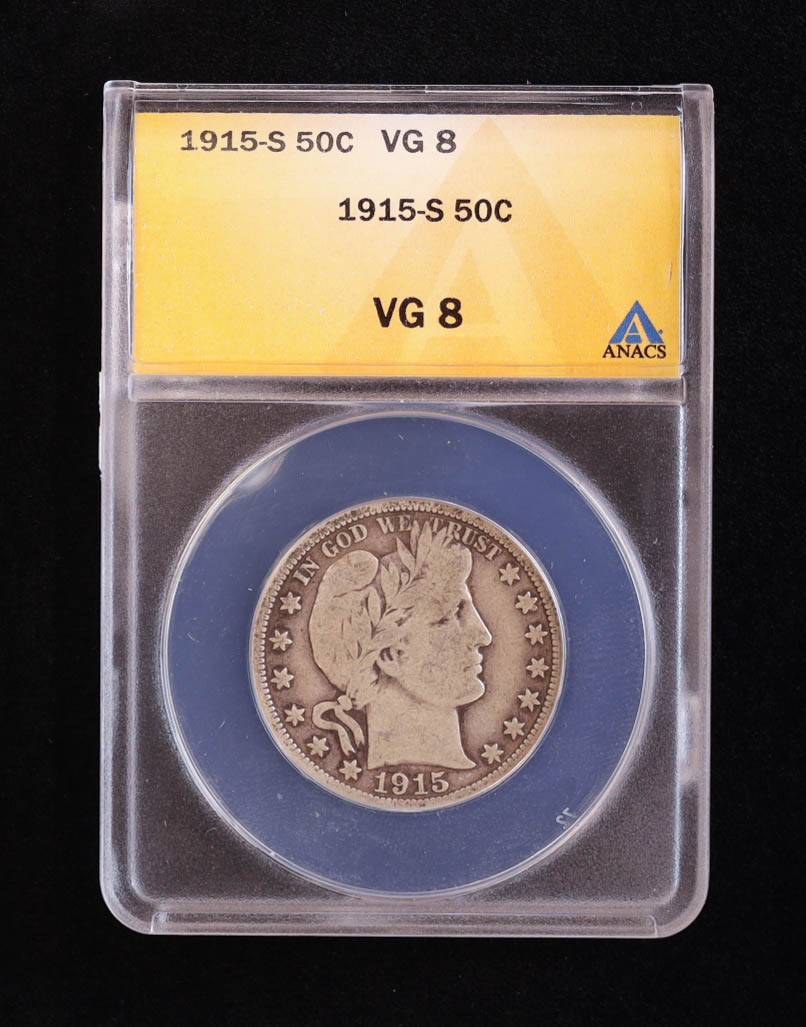 1915-S 50C VG 8
1915-S 50C
VG 8
ANACS
IN GOD WE TRUST
1915